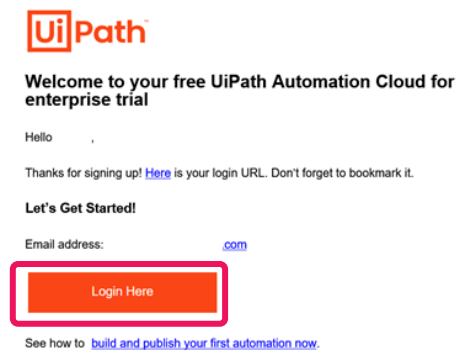 UiPath
Welcome to your free UiPath Automation Cloud for
enterprise trial
Hello ,
Thanks for signing up! Here is your login URL. Don't forget to bookmark it.
Let's Get Started!
Email address: .com
Login Here
See how to build and publish your first automation now.